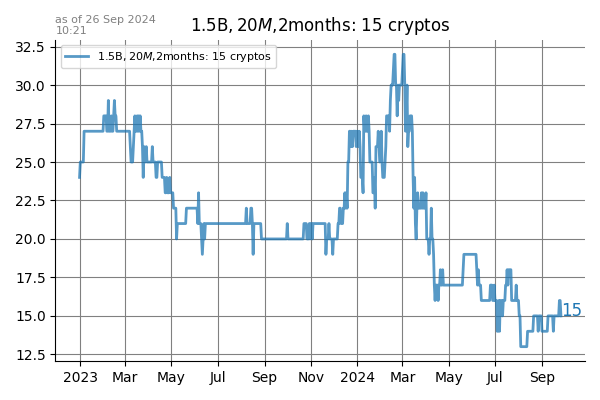 as of 26 Sep 2024
10:21
1.5B, 20M,2months: 15 cryptos
1.5B, 20M,2months: 15 cryptos
32.5
30.0
27.5
25.0
22.5
20.0
17.5
15.0
12.5
15
2023 Mar May Jul Sep Nov 2024 Mar May Jul Sep